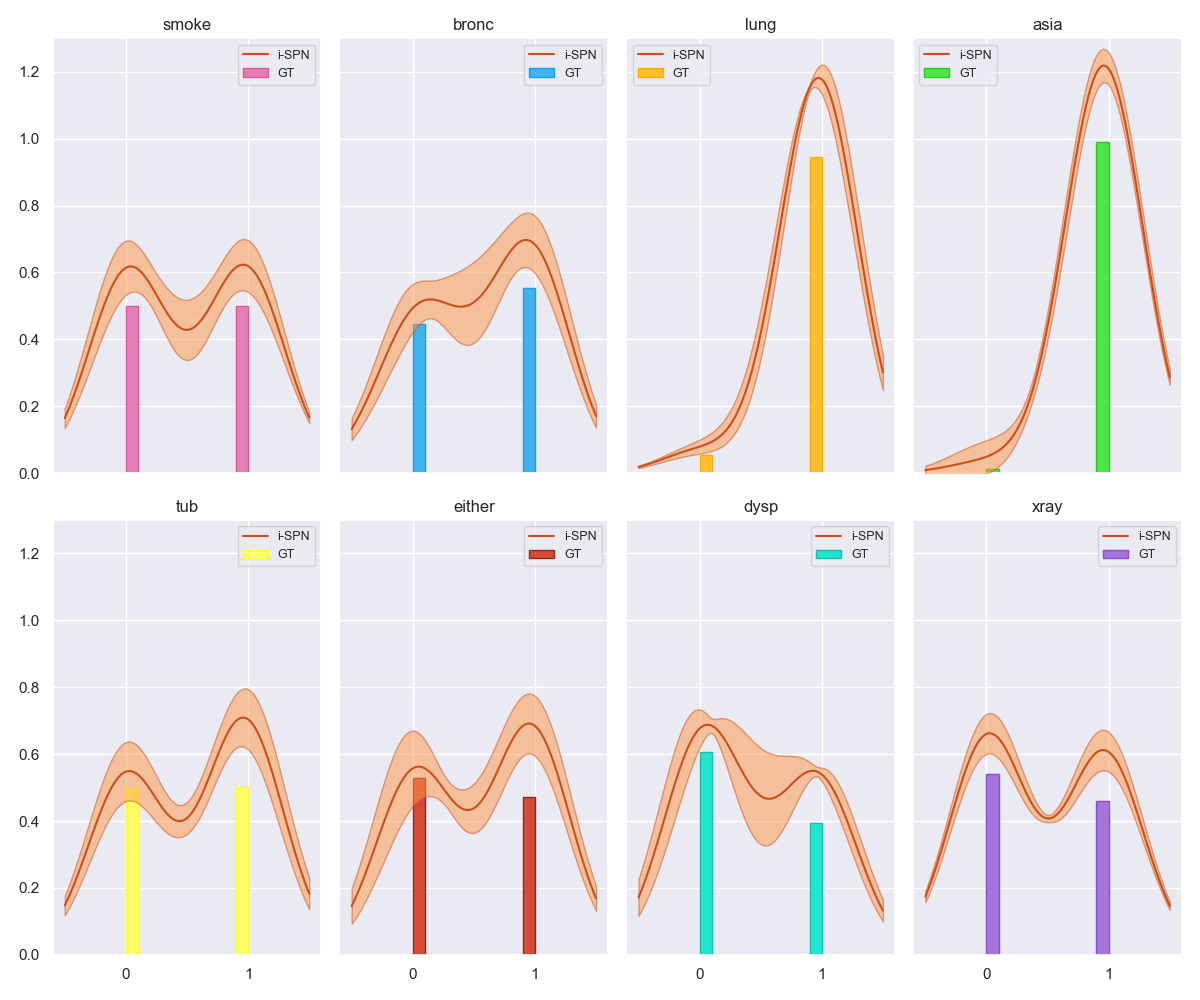 smoke
bronc
lung
asia
i-SPN
GT
i-SPN
GT
i-SPN
GT
i-SPN
GT
1.2
1.0
0.8
0.6
0.4
0.2
0.0
tub
either
dysp
xray
i-SPN
GT
i-SPN
GT
i-SPN
GT
i-SPN
GT
1.2
1.0
0.8
0.6
0.4
0.2
0.0
0 1
0 1
0 1
0 1